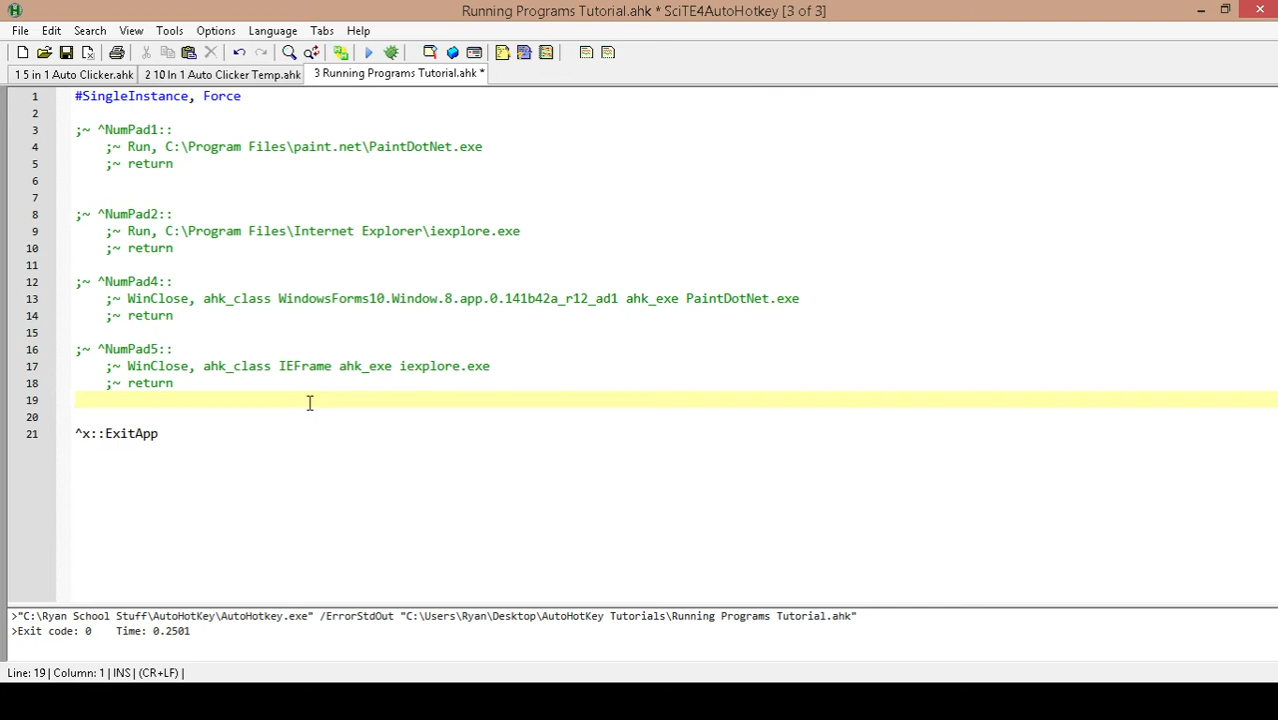 Running Programs Tutorial.ahk * SciTE4AutoHotkey [3 of 3]
File Edit Search View Tools Options Language Tabs Help
1 5 in 1 Auto Clicker.ahk 2 10 In 1 Auto Clicker Temp.ahk 3 Running Programs Tutorial.ahk *
1 #SingleInstance, Force
2
3 ;~ ^NumPad1::
4 ;~ Run, C:\Program Files\paint.net\PaintDotNet.exe
5 ;~ return
6
7
8 ;~ ^NumPad2::
9 ;~ Run, C:\Program Files\Internet Explorer\iexplore.exe
10 ;~ return
11
12 ;~ ^NumPad4::
13 ;~ WinClose, ahk_class WindowsForms10.Window.8.app.0.141b42a_r12_ad1 ahk_exe PaintDotNet.exe
14 ;~ return
15
16 ;~ ^NumPad5::
17 ;~ WinClose, ahk_class IEFrame ahk_exe iexplore.exe
18 ;~ return
19
20
21 ^x::ExitApp
>"C:\Ryan School Stuff\AutoHotKey\AutoHotkey.exe" /ErrorStdOut "C:\Users\Ryan\Desktop\AutoHotKey Tutorials\Running Programs Tutorial.ahk"
>Exit code: 0 Time: 0.2501
Line: 19 | Column: 1 | INS | (CR+LF) |